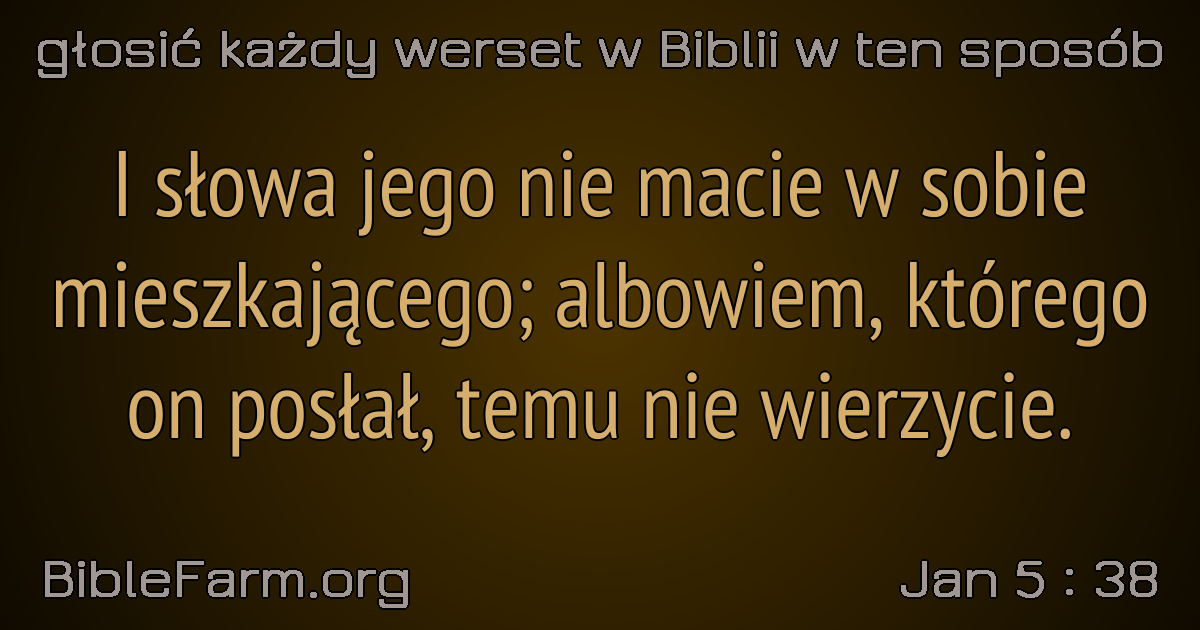 głosić każdy werset w Biblii w ten sposób
I słowa jego nie macie w sobie
mieszkającego; albowiem, którego
on posłał, temu nie wierzycie.
BibleFarm.org
Jan 5 : 38